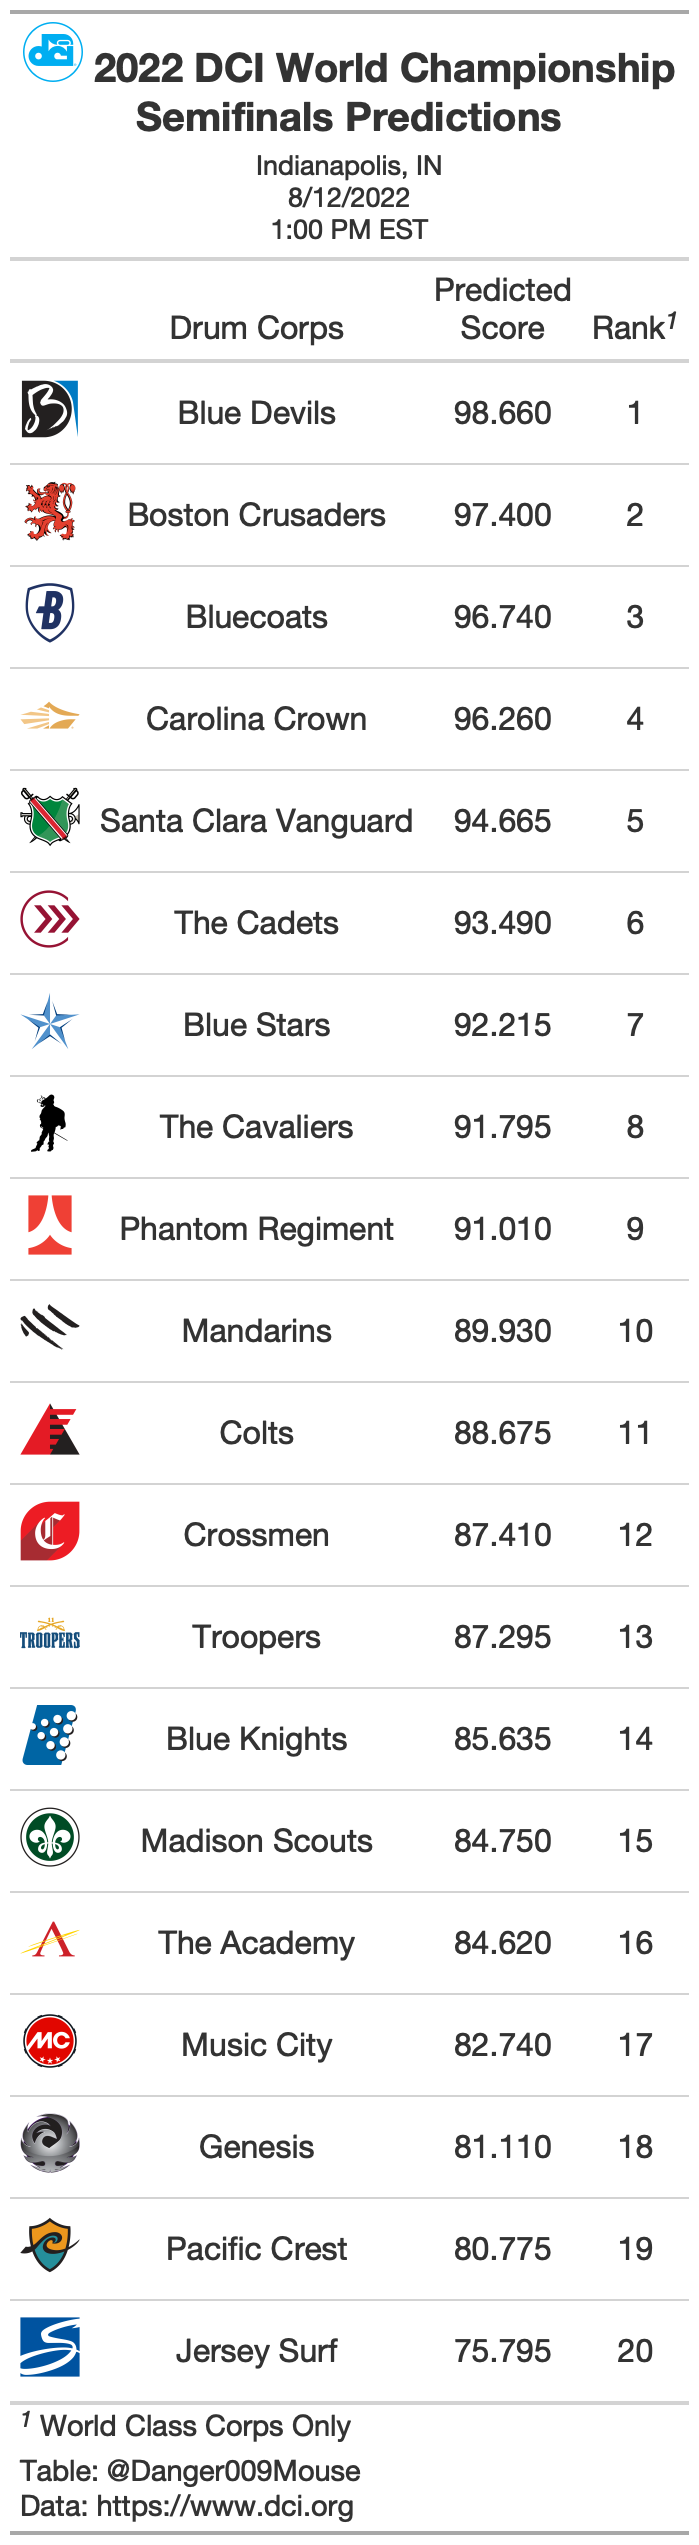 dci
2022 DCI World Championship
Semifinals Predictions
Indianapolis, IN
8/12/2022
1:00 PM EST
Predicted
Drum Corps Score Rank¹
B Blue Devils 98.660 1
Boston Crusaders 97.400 2
B Bluecoats 96.740 3
Carolina Crown 96.260 4
Santa Clara Vanguard 94.665 5
The Cadets 93.490 6
Blue Stars 92.215 7
The Cavaliers 91.795 8
Phantom Regiment 91.010 9
Mandarins 89.930 10
Colts 88.675 11
C Crossmen 87.410 12
TROOPERS Troopers 87.295 13
Blue Knights 85.635 14
Madison Scouts 84.750 15
A The Academy 84.620 16
MC Music City 82.740 17
Genesis 81.110 18
Pacific Crest 80.775 19
S Jersey Surf 75.795 20
¹ World Class Corps Only
Table: @Danger009Mouse
Data: https://www.dci.org